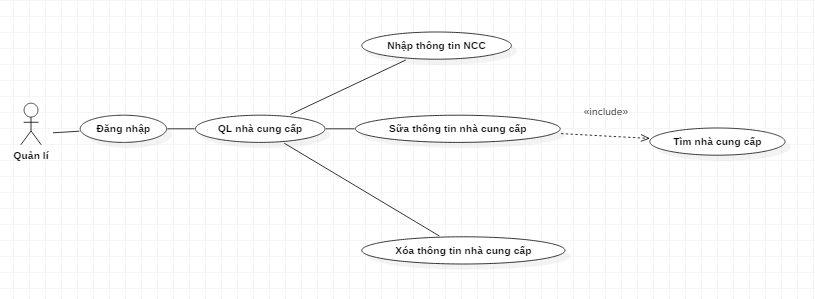 Nhập thông tin NCC
«include»
Đăng nhập
QL nhà cung cấp
Sữa thông tin nhà cung cấp
Tìm nhà cung cấp
Quản lí
Xóa thông tin nhà cung cấp